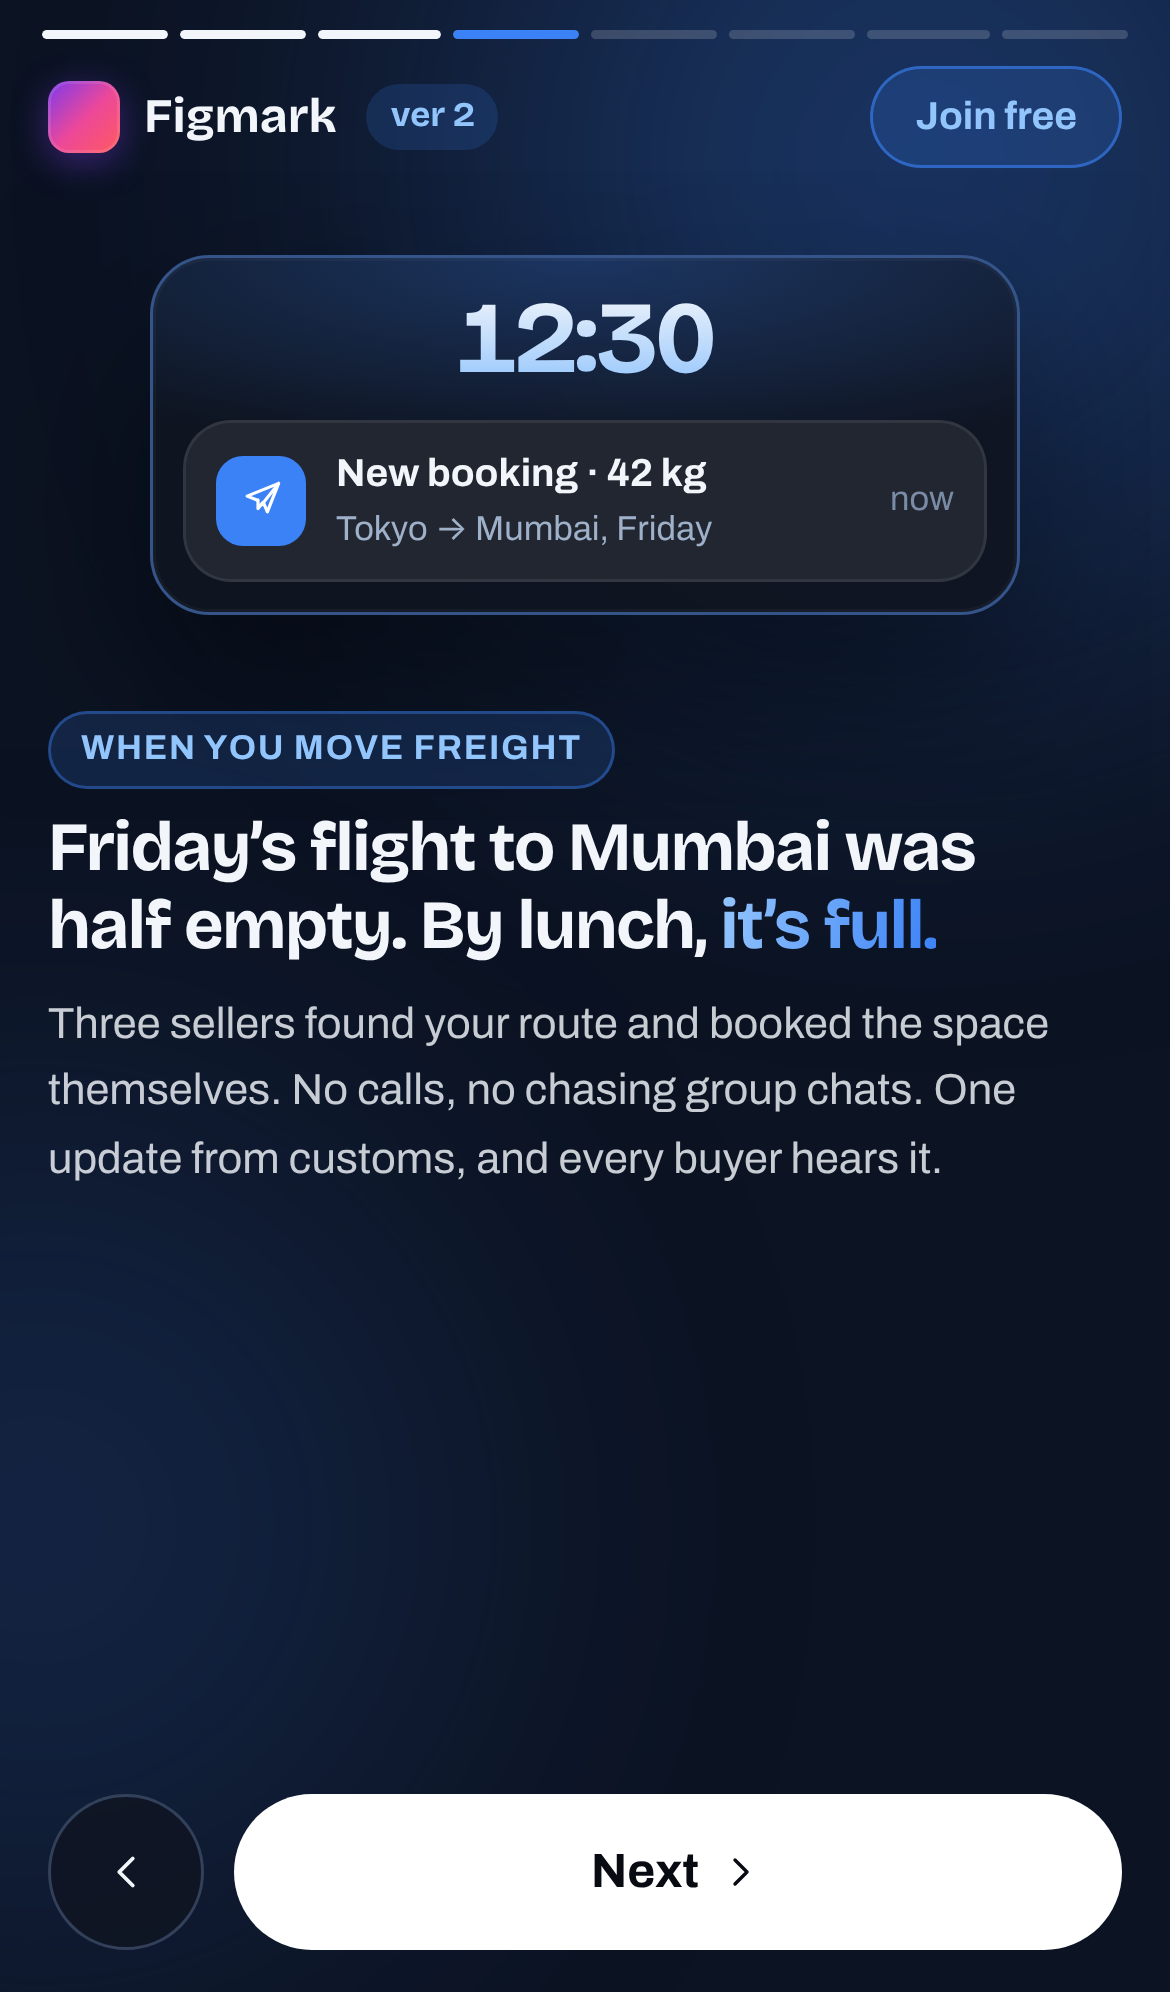 Figmark
ver 2
Join free
12:30
New booking · 42 kg
Tokyo → Mumbai, Friday
now
WHEN YOU MOVE FREIGHT
Friday’s flight to Mumbai was
half empty. By lunch, it’s full.
Three sellers found your route and booked the space
themselves. No calls, no chasing group chats. One
update from customs, and every buyer hears it.
Next